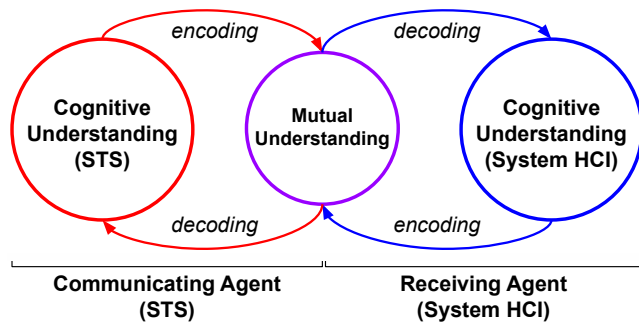 encoding
decoding
Cognitive
Understanding
(STS)
Mutual
Understanding
Cognitive
Understanding
(System HCI)
decoding
encoding
Communicating Agent
(STS)
Receiving Agent
(System HCI)